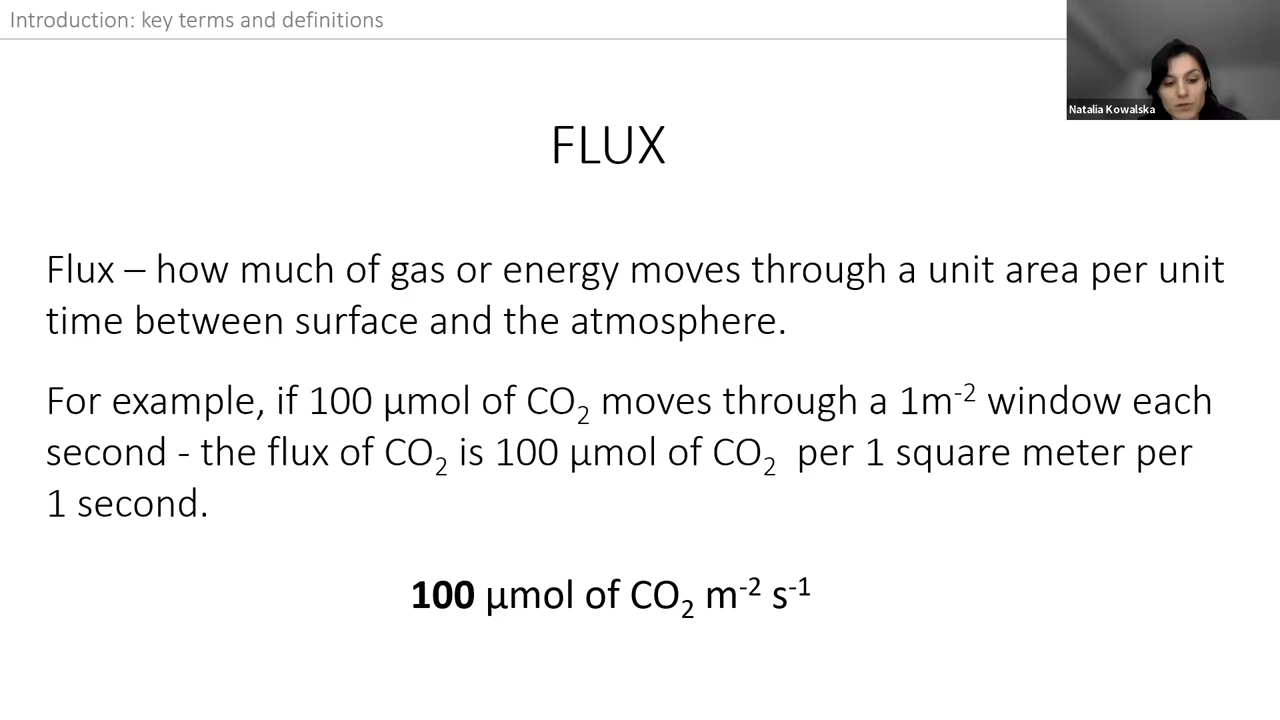 Introduction: key terms and definitions
Natalia Kowalska
FLUX
Flux – how much of gas or energy moves through a unit area per unit
time between surface and the atmosphere.
For example, if 100 µmol of CO₂ moves through a 1m⁻² window each
second - the flux of CO₂ is 100 µmol of CO₂ per 1 square meter per
1 second.
100 µmol of CO₂ m⁻² s⁻¹